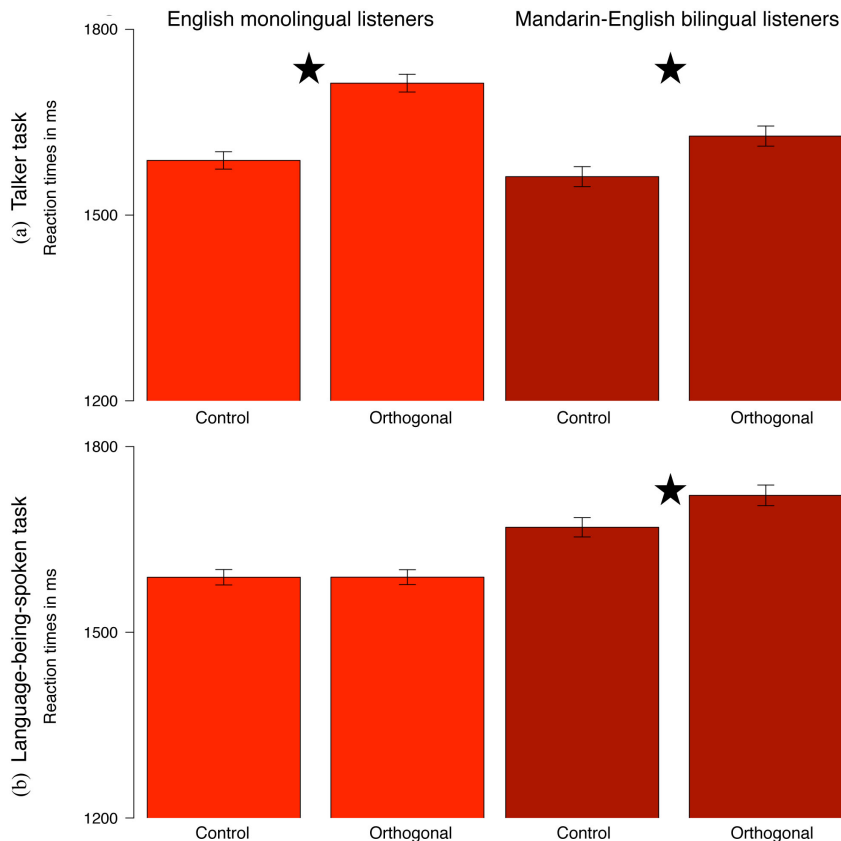 English monolingual listeners
Mandarin-English bilingual listeners
(a) Talker task
Reaction times in ms
1800
1500
1200
Control
Orthogonal
Control
Orthogonal
(b) Language-being-spoken task
Reaction times in ms
1800
1500
1200
Control
Orthogonal
Control
Orthogonal